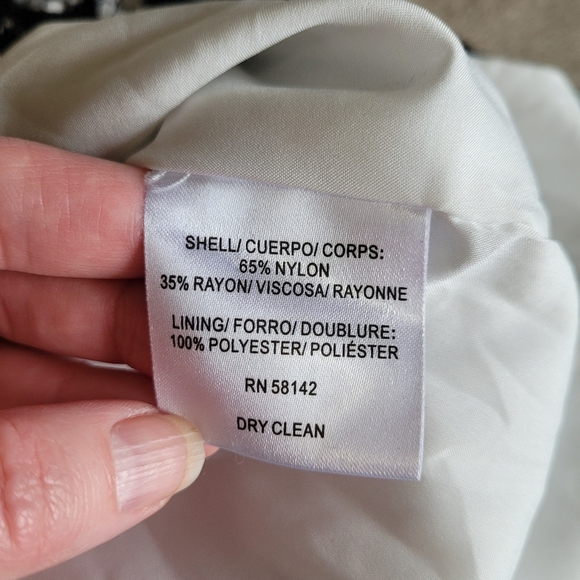 SHELL/ CUERPO/ CORPS:
65% NYLON
35% RAYON/ VISCOSA/ RAYONNE
LINING/ FORRO/ DOUBLURE:
100% POLYESTER/ POLIÉSTER
RN 58142
DRY CLEAN